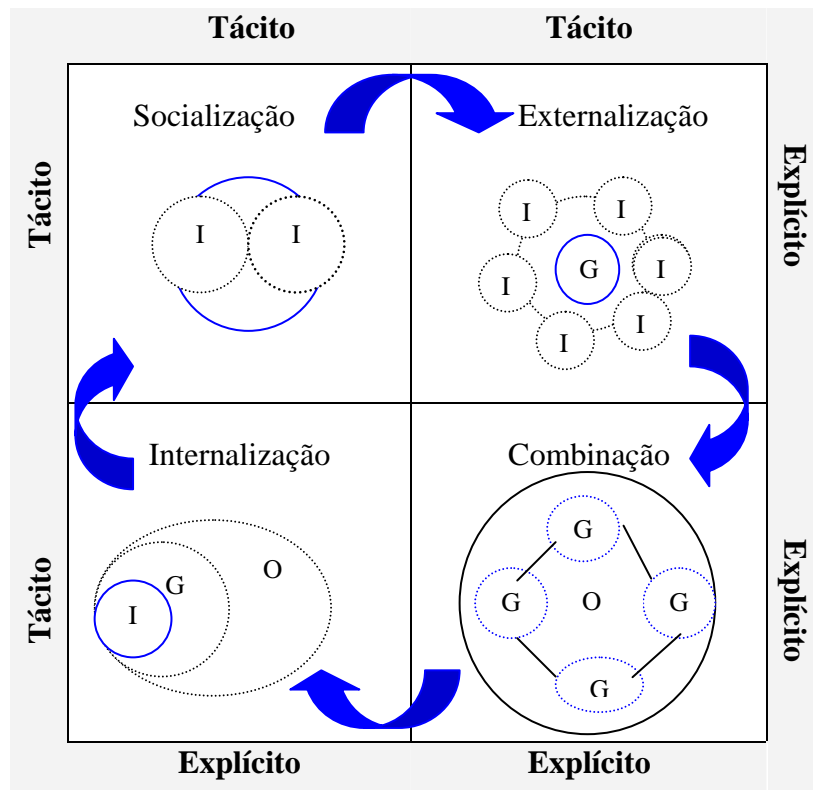 Tácito Tácito
Socialização Externalização
Tácito
Explícito
I I
I I
G I
I I
I
Internalização Combinação
Tácito
Explícito
G
O
G
I
G O G
G
Explícito Explícito